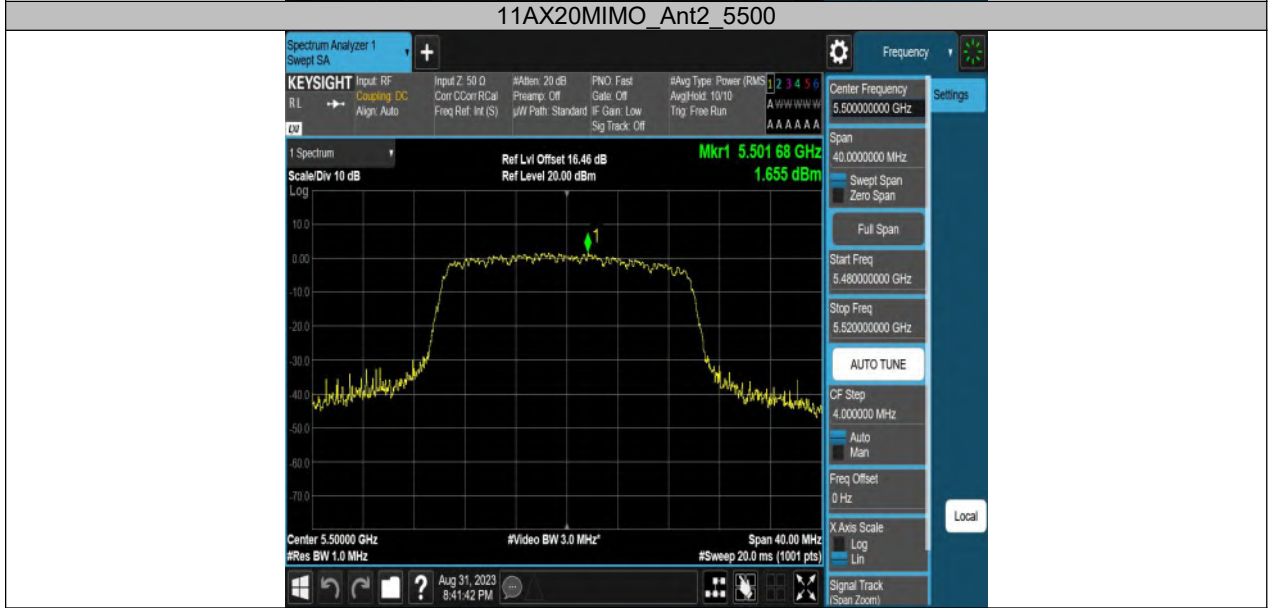 11AX20MIMO_Ant2_5500
Spectrum Analyzer 1
Swept SA
Frequency
KEYSIGHT
RL
Input: RF
Coupling: DC
Align: Auto
Input Z: 50 Ω
Corr CCorr RCal
Freq Ref: Int (S)
#Atten: 20 dB
Preamp: Off
µW Path: Standard
PNO: Fast
Gate: Off
IF Gain: Low
Sig Track: Off
#Avg Type: Power (RMS
Avg|Hold: 10/10
Trig: Free Run
1 2 3 4 5 6
A W W W W W
A A A A A A
Center Frequency
5.500000000 GHz
Settings
Span
40.0000000 MHz
Swept Span
Zero Span
Full Span
Start Freq
5.480000000 GHz
Stop Freq
5.520000000 GHz
AUTO TUNE
CF Step
4.000000 MHz
Auto
Man
Freq Offset
0 Hz
X Axis Scale
Log
Lin
Local
Signal Track
(Span Zoom)
1 Spectrum
Scale/Div 10 dB
Ref Lvl Offset 16.46 dB
Ref Level 20.00 dBm
Mkr1 5.501 68 GHz
1.655 dBm
Log
10.0
0.00
-10.0
-20.0
-30.0
-40.0
-50.0
-60.0
-70.0
1
Center 5.50000 GHz
#Res BW 1.0 MHz
#Video BW 3.0 MHz*
Span 40.00 MHz
#Sweep 20.0 ms (1001 pts)
Aug 31, 2023
8:41:42 PM